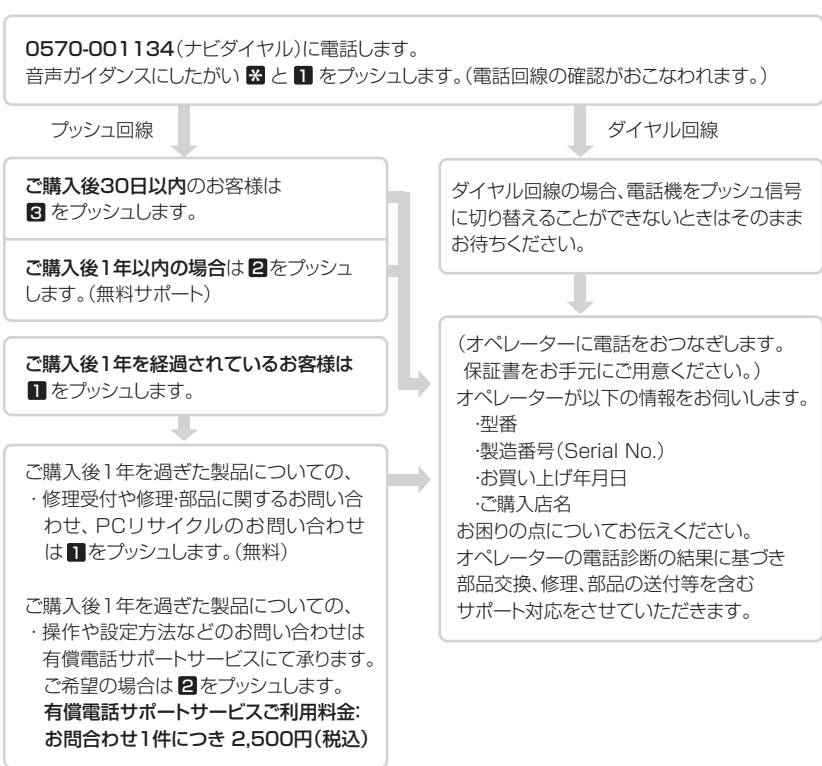 0570-001134(ナビダイヤル)に電話します。
音声ガイダンスにしたがい * と 1 をプッシュします。(電話回線の確認がおこなわれます。)
プッシュ回線
ダイヤル回線
ご購入後30日以内のお客様は
3 をプッシュします。
ご購入後1年以内の場合は 2 をプッシュ
します。(無料サポート)
ご購入後1年を経過されているお客様は
1 をプッシュします。
ご購入後1年を過ぎた製品についての、
・修理受付や修理・部品に関するお問い合
わせ、PCリサイクルのお問い合わせ
は 1 をプッシュします。(無料)
ご購入後1年を過ぎた製品についての、
・操作や設定方法などのお問い合わせは
有償電話サポートサービスにて承ります。
ご希望の場合は 2 をプッシュします。
有償電話サポートサービスご利用料金:
お問合わせ1件につき 2,500円(税込)
ダイヤル回線の場合、電話機をプッシュ信号
に切り替えることができないときはそのまま
お待ちください。
(オペレーターに電話をおつなぎします。
保証書をお手元にご用意ください。)
オペレーターが以下の情報をお伺いします。
・型番
・製造番号(Serial No.)
・お買い上げ年月日
・ご購入店名
お困りの点についてお伝えください。
オペレーターの電話診断の結果に基づき
部品交換、修理、部品の送付等を含む
サポート対応をさせていただきます。